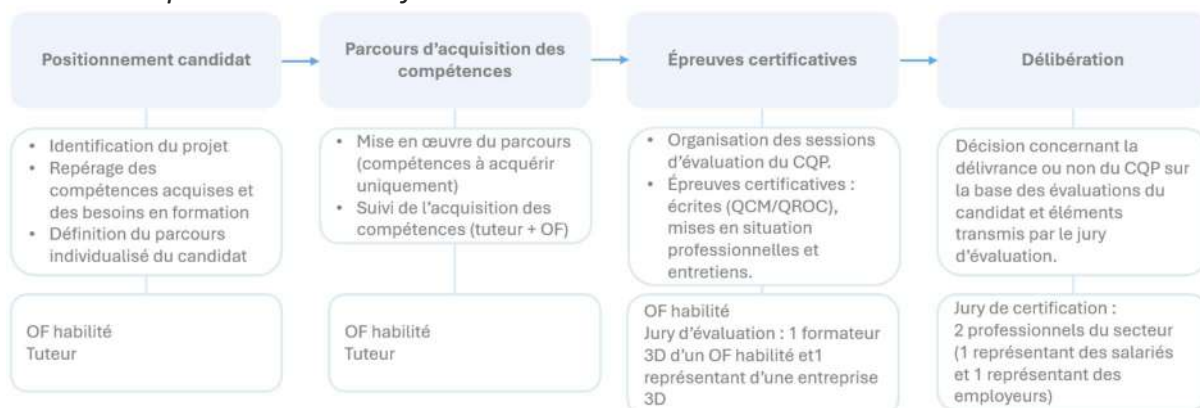 Positionnement candidat
Parcours d'acquisition des
compétences
Épreuves certificatives
Délibération
• Identification du projet
• Repérage des
compétences acquises et
des besoins en formation
• Définition du parcours
individualisé du candidat
• Mise en œuvre du parcours
(compétences à acquérir
uniquement)
• Suivi de l'acquisition des
compétences (tuteur + OF)
• Organisation des sessions
d'évaluation du CQP.
• Épreuves certificatives :
écrites (QCM/QROC),
mises en situation
professionnelles et
entretiens.
Décision concernant la
délivrance ou non du CQP sur
la base des évaluations du
candidat et éléments
transmis par le jury
d'évaluation.
OF habilité
Tuteur
OF habilité
Tuteur
OF habilité
Jury d'évaluation : 1 formateur
3D d'un OF habilité et1
représentant d'une entreprise
3D
Jury de certification :
2 professionnels du secteur
(1 représentant des salariés
et 1 représentant des
employeurs)